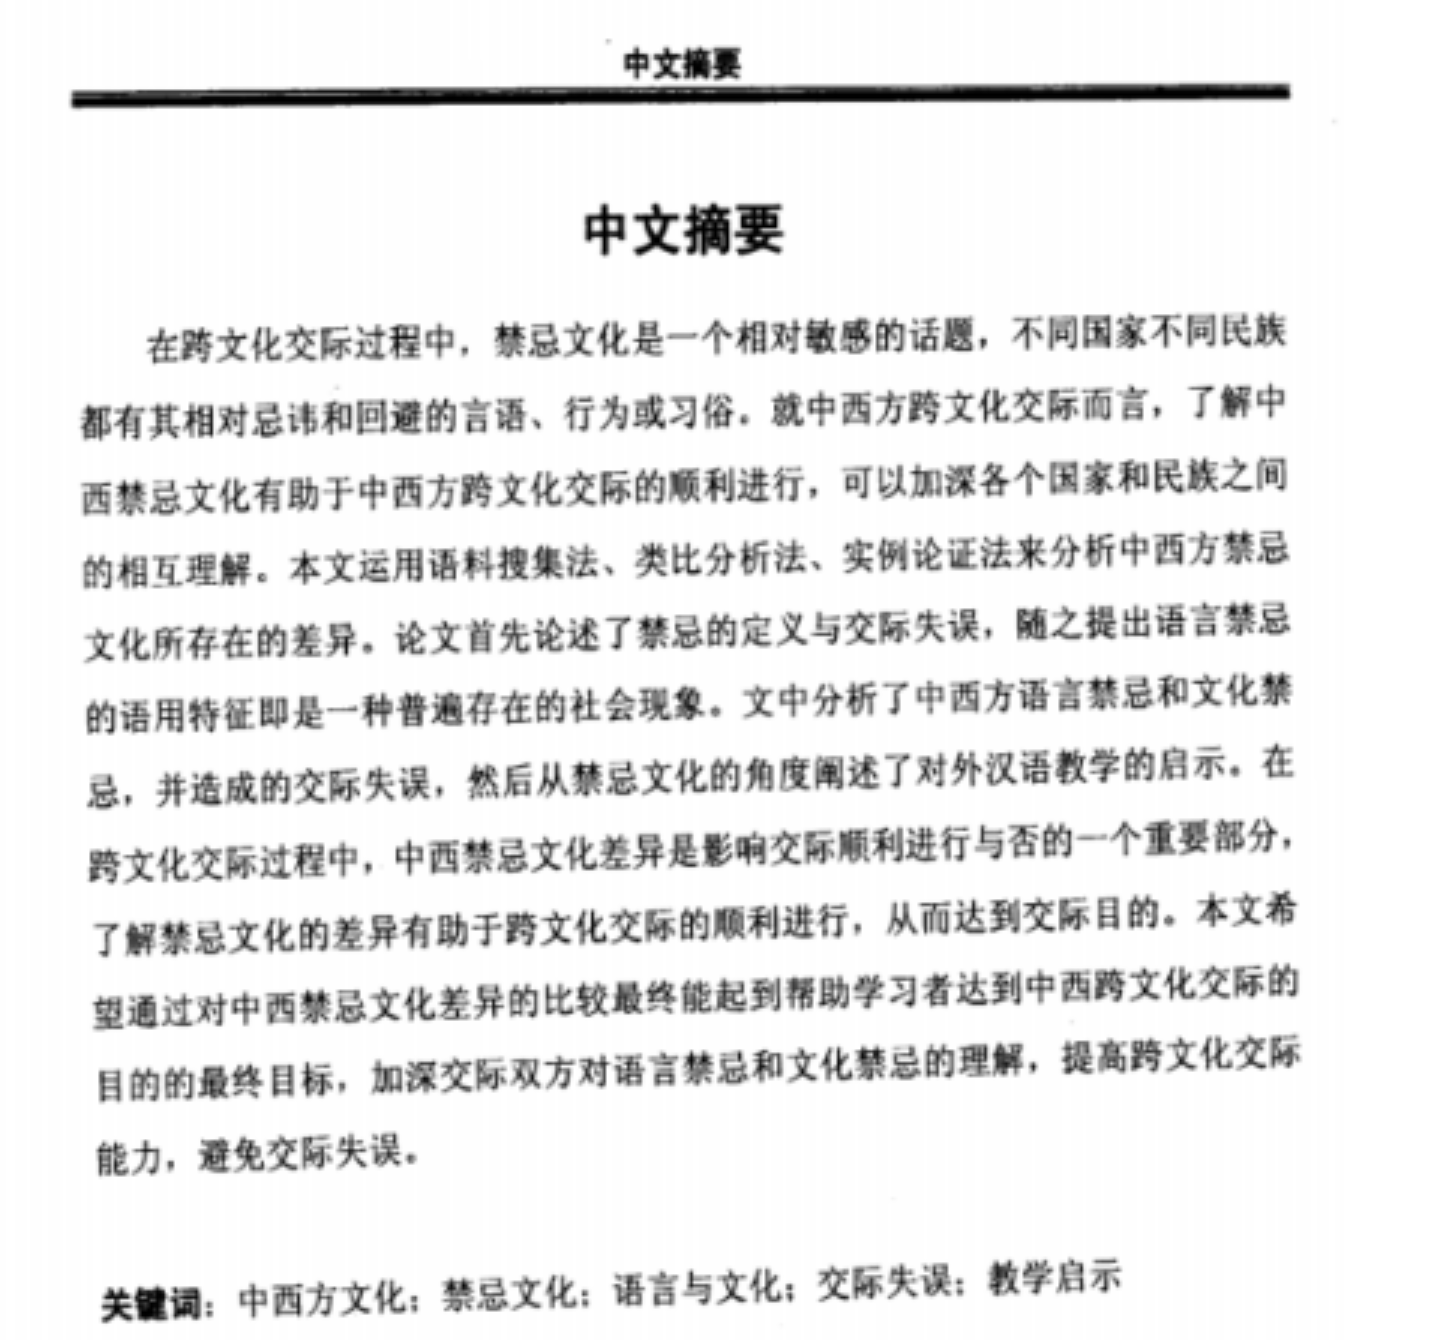 中文摘要
中文摘要
在跨文化交际过程中，禁忌文化是一个相对敏感的话题，不同国家不同民族
都有其相对忌讳和回避的言语、行为或习俗。就中西方跨文化交际而言，了解中
西禁忌文化有助于中西方跨文化交际的顺利进行，可以加深各个国家和民族之间
的相互理解。本文运用语料搜集法、类比分析法、实例论证法来分析中西方禁忌
文化所存在的差异。论文首先论述了禁忌的定义与交际失误，随之提出语言禁忌
的语用特征即是一种普遍存在的社会现象。文中分析了中西方语言禁忌和文化禁
忌，并造成的交际失误，然后从禁忌文化的角度阐述了对外汉语教学的启示。在
跨文化交际过程中，中西禁忌文化差异是影响交际顺利进行与否的一个重要部分，
了解禁忌文化的差异有助于跨文化交际的顺利进行，从而达到交际目的。本文希
望通过对中西禁忌文化差异的比较最终能起到帮助学习者达到中西跨文化交际的
目的的最终目标，加深交际双方对语言禁忌和文化禁忌的理解，提高跨文化交际
能力，避免交际失误。
关键词：中西方文化；禁忌文化；语言与文化；交际失误；教学启示